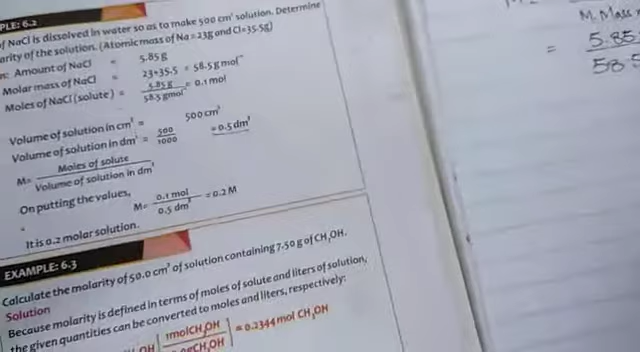 PLE: 6.2
of NaCl is dissolved in water so as to make 500 cm³ solution. Determine
arity of the solution. (Atomic mass of Na = 23g and Cl=35.5g)
n: Amount of NaCl = 5.85 g
Molar mass of NaCl = 23+35.5 = 58.5 g mol⁻
Moles of NaCl (solute) = 5.85 g / 58.5 gmol⁻ = 0.1 mol
Volume of solution in cm³ = 500 cm³
Volume of solution in dm³ = 500/1000 = 0.5 dm³
M= Moles of solute / Volume of solution in dm³
On putting the values,
M= 0.1 mol / 0.5 dm³ = 0.2 M
It is 0.2 molar solution.
EXAMPLE: 6.3
Calculate the molarity of 50.0 cm³ of solution containing 7.50 g of CH₃OH.
Solution
Because molarity is defined in terms of moles of solute and liters of solution,
the given quantities can be converted to moles and liters, respectively:
OH | 1molCH₃OH / gCH₃OH | = 0.2344 mol CH₃OH
M. Mass
= 5.85
58.5